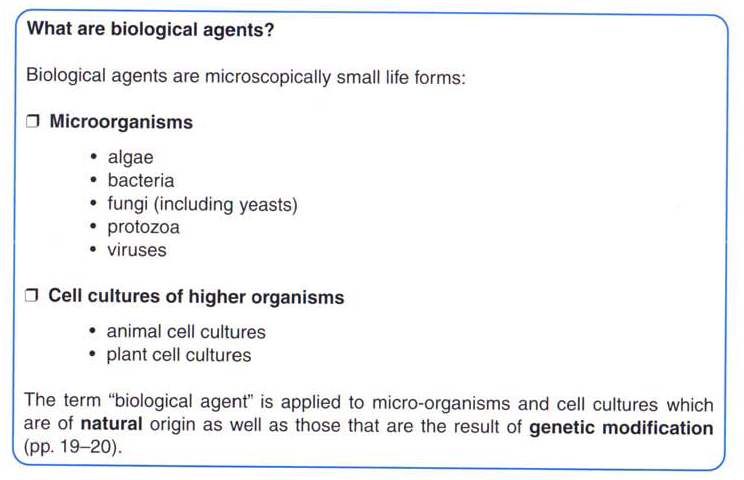 What are biological agents?
Biological agents are microscopically small life forms:
❐ Microorganisms
• algae
• bacteria
• fungi (including yeasts)
• protozoa
• viruses
❐ Cell cultures of higher organisms
• animal cell cultures
• plant cell cultures
The term “biological agent” is applied to micro-organisms and cell cultures which
are of natural origin as well as those that are the result of genetic modification
(pp. 19–20).